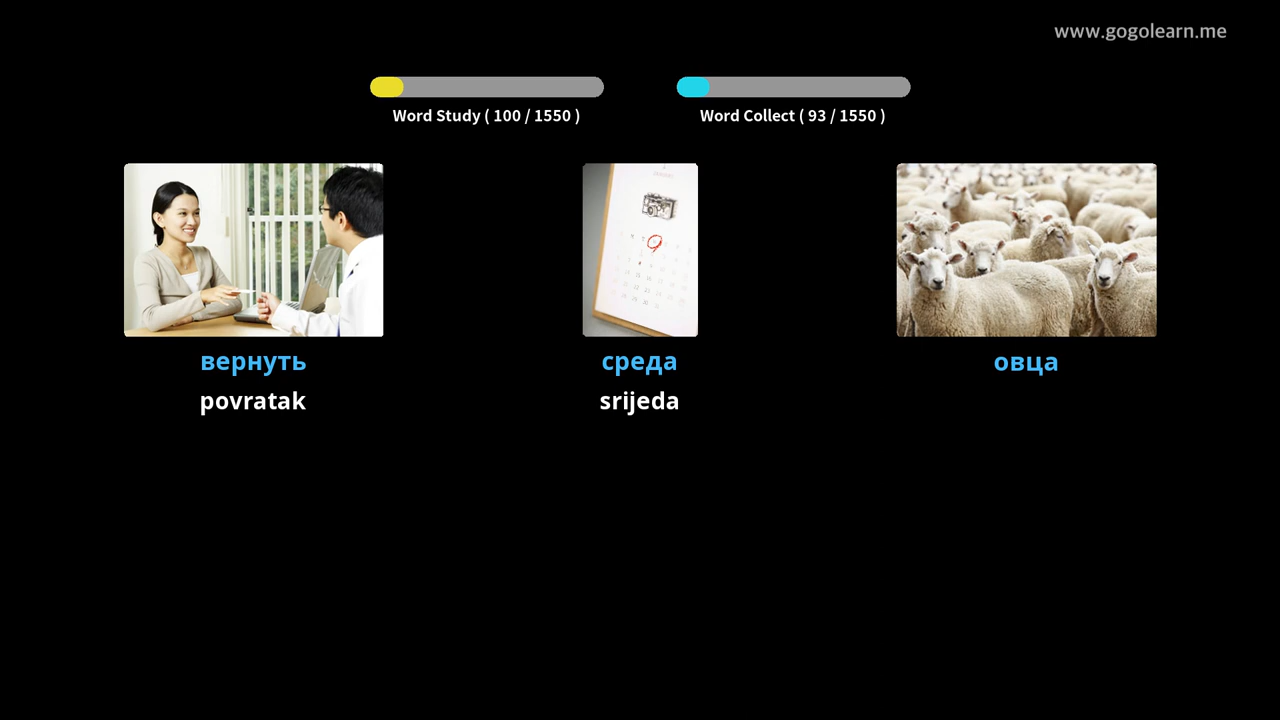 www.gogolearn.me
Word Study ( 100 / 1550 )
Word Collect ( 93 / 1550 )
вернуть
среда
овца
povratak
srijeda